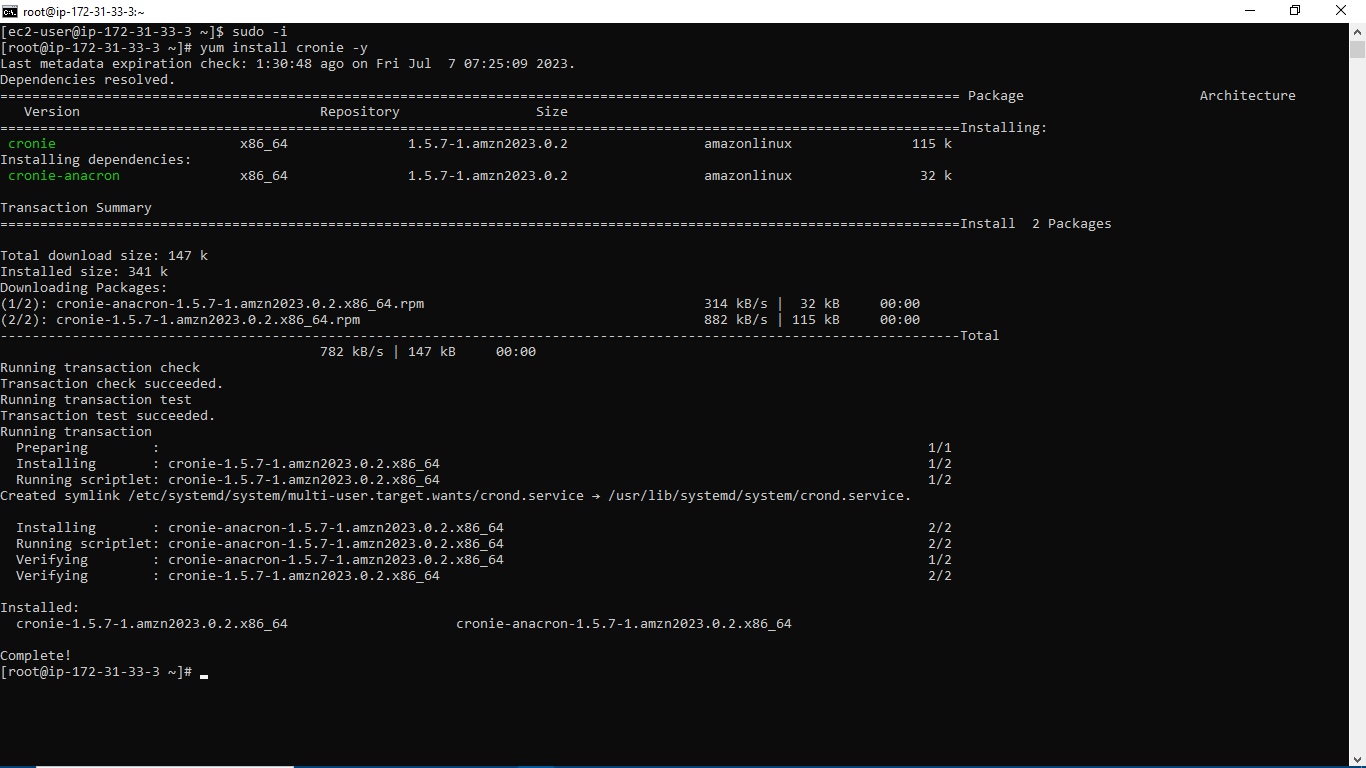 root@ip-172-31-33-3:~
[ec2-user@ip-172-31-33-3 ~]$ sudo -i
[root@ip-172-31-33-3 ~]# yum install cronie -y
Last metadata expiration check: 1:30:48 ago on Fri Jul  7 07:25:09 2023.
Dependencies resolved.
======================================================================================================================== Package                      Architecture
   Version                              Repository                 Size
========================================================================================================================Installing:
 cronie                       x86_64               1.5.7-1.amzn2023.0.2                 amazonlinux               115 k
Installing dependencies:
 cronie-anacron               x86_64               1.5.7-1.amzn2023.0.2                 amazonlinux                32 k
Transaction Summary
========================================================================================================================Install  2 Packages
Total download size: 147 k
Installed size: 341 k
Downloading Packages:
(1/2): cronie-anacron-1.5.7-1.amzn2023.0.2.x86_64.rpm                                   314 kB/s |  32 kB     00:00
(2/2): cronie-1.5.7-1.amzn2023.0.2.x86_64.rpm                                           882 kB/s | 115 kB     00:00
------------------------------------------------------------------------------------------------------------------------Total
                                        782 kB/s | 147 kB     00:00
Running transaction check
Transaction check succeeded.
Running transaction test
Transaction test succeeded.
Running transaction
  Preparing        :                                                                                                1/1
  Installing       : cronie-1.5.7-1.amzn2023.0.2.x86_64                                                             1/2
  Running scriptlet: cronie-1.5.7-1.amzn2023.0.2.x86_64                                                             1/2
Created symlink /etc/systemd/system/multi-user.target.wants/crond.service → /usr/lib/systemd/system/crond.service.
  Installing       : cronie-anacron-1.5.7-1.amzn2023.0.2.x86_64                                                     2/2
  Running scriptlet: cronie-anacron-1.5.7-1.amzn2023.0.2.x86_64                                                     2/2
  Verifying        : cronie-anacron-1.5.7-1.amzn2023.0.2.x86_64                                                     1/2
  Verifying        : cronie-1.5.7-1.amzn2023.0.2.x86_64                                                             2/2
Installed:
  cronie-1.5.7-1.amzn2023.0.2.x86_64                     cronie-anacron-1.5.7-1.amzn2023.0.2.x86_64
Complete!
[root@ip-172-31-33-3 ~]#